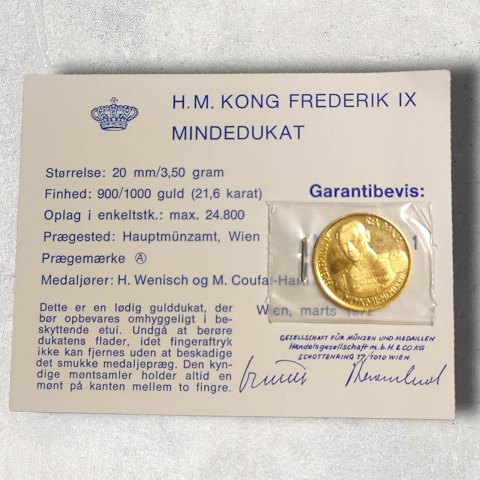 H.M. KONG FREDERIK IX
MINDEDUKAT
Størrelse: 20 mm/3,50 gram
Finhed: 900/1000 guld (21,6 karat)
Oplag i enkeltstk.: max. 24.800
Prægested: Hauptmünzamt, Wien
Prægemærke Ⓐ
Medaljører: H. Wenisch og M. Coufal-Ha
Garantibevis:
1
Wien, marts 1972
Dette er en lødig gulddukat, der
bør opbevares omhyggeligt i be-
skyttende etui. Undgå at berøre
dukatens flader, idet fingeraftryk
ikke kan fjernes uden at beskadige
det smukke medaljepræg. Den kyn-
dige møntsamler holder altid en
mønt på kanten mellem to fingre.
GESELLSCHAFT FÜR MÜNZEN UND MEDAILLEN
Handelsgesellschaft m.b.H. & CO. KG
SCHOTTENRING 17/1010 WIEN